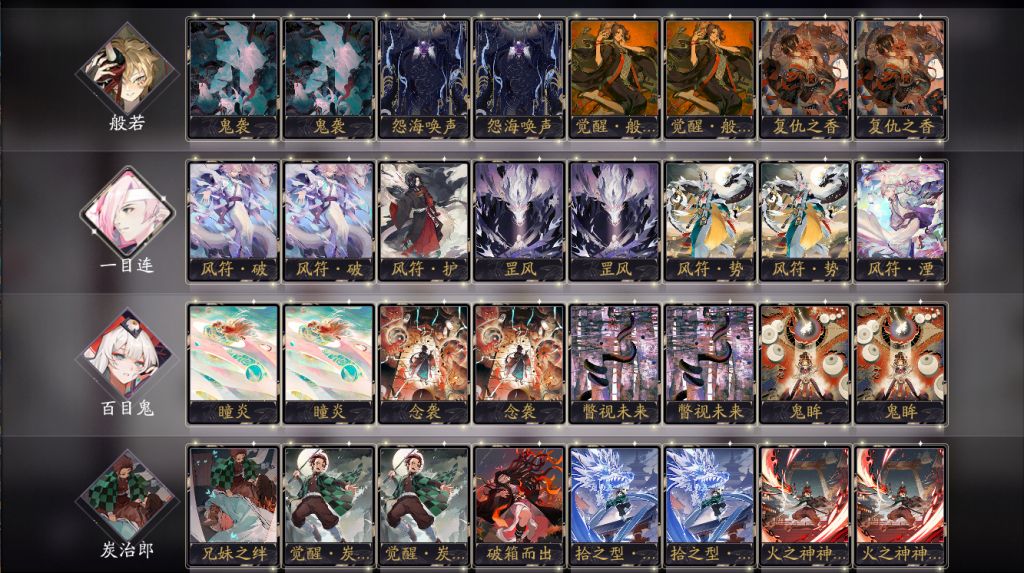 般若
鬼袭 鬼袭 怨海唤声 怨海唤声 觉醒·般... 觉醒·般... 复仇之香 复仇之香
一目连
风符·破 风符·破 风符·护 罡风 罡风 风符·势 风符·势 风符·湮
百目鬼
瞳炎 瞳炎 念袭 念袭 瞥视未来 瞥视未来 鬼眸 鬼眸
炭治郎
兄妹之绊 觉醒·炭... 觉醒·炭... 破箱而出 拾之型·... 拾之型·... 火之神神... 火之神神...